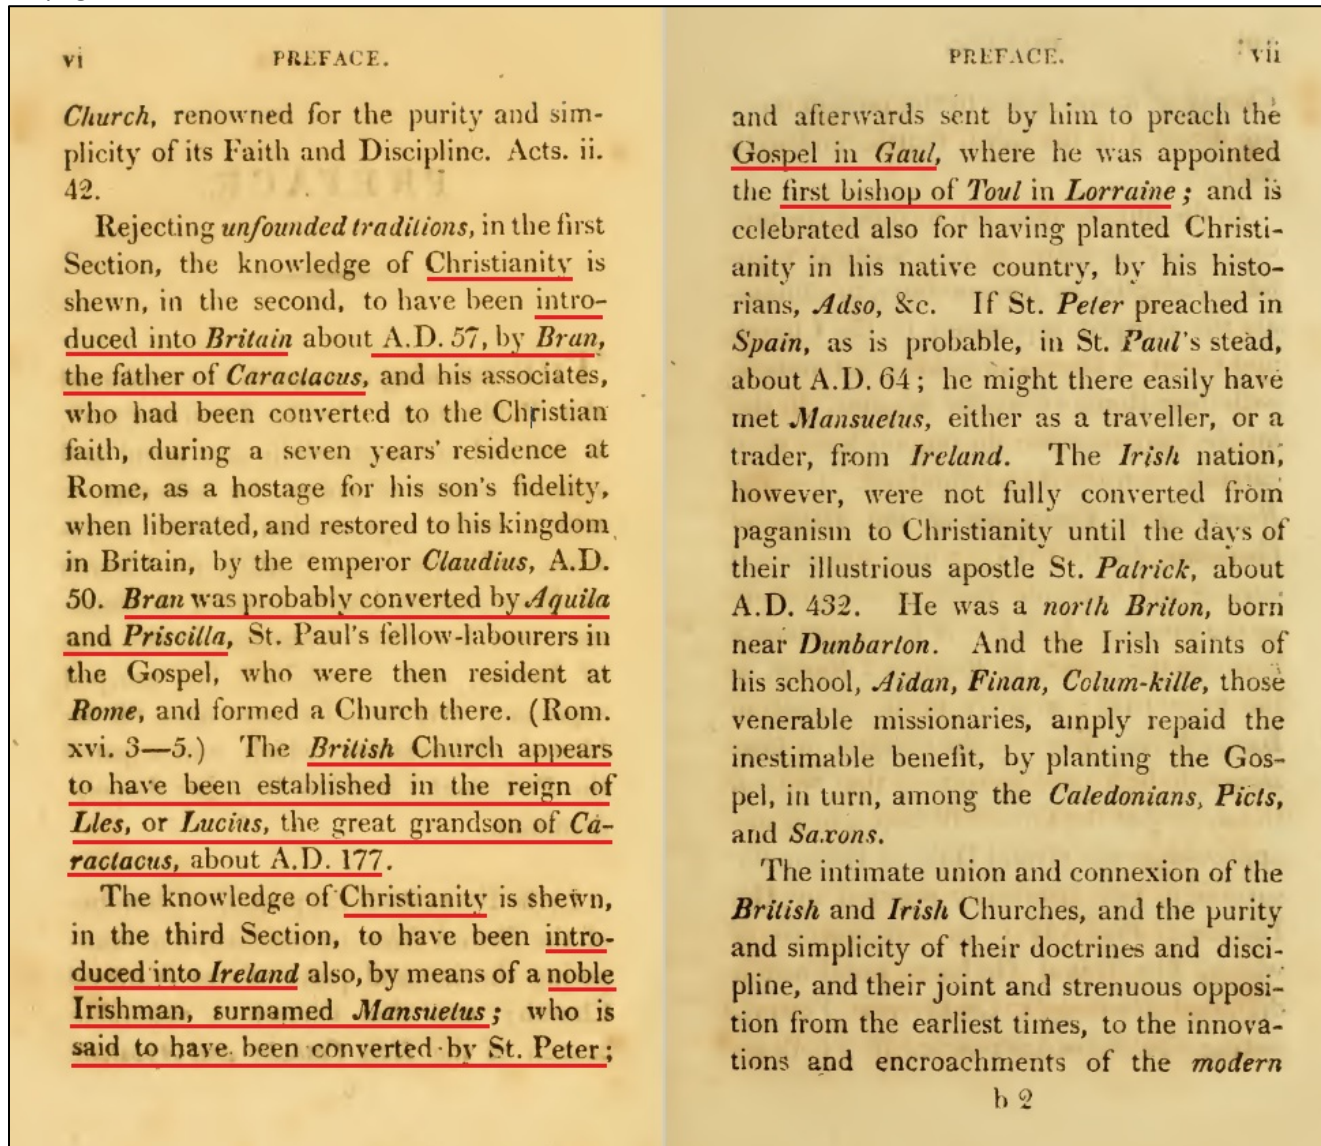 vi PREFACE.
Church, renowned for the purity and sim-
plicity of its Faith and Discipline. Acts. ii.
42.
Rejecting unfounded traditions, in the first
Section, the knowledge of Christianity is
shewn, in the second, to have been intro-
duced into Britain about A.D. 57, by Bran,
the father of Caractacus, and his associates,
who had been converted to the Christian
faith, during a seven years' residence at
Rome, as a hostage for his son's fidelity,
when liberated, and restored to his kingdom
in Britain, by the emperor Claudius, A.D.
50. Bran was probably converted by Aquila
and Priscilla, St. Paul's fellow-labourers in
the Gospel, who were then resident at
Rome, and formed a Church there. (Rom.
xvi. 3—5.) The British Church appears
to have been established in the reign of
Lles, or Lucius, the great grandson of Ca-
ractacus, about A.D. 177.
The knowledge of Christianity is shewn,
in the third Section, to have been intro-
duced into Ireland also, by means of a noble
Irishman, surnamed Mansuetus; who is
said to have been converted by St. Peter;
PREFACE. vii
and afterwards sent by him to preach the
Gospel in Gaul, where he was appointed
the first bishop of Toul in Lorraine; and is
celebrated also for having planted Christi-
anity in his native country, by his histo-
rians, Adso, &c. If St. Peter preached in
Spain, as is probable, in St. Paul's stead,
about A.D. 64; he might there easily have
met Mansuetus, either as a traveller, or a
trader, from Ireland. The Irish nation,
however, were not fully converted from
paganism to Christianity until the days of
their illustrious apostle St. Patrick, about
A.D. 432. He was a north Briton, born
near Dunbarton. And the Irish saints of
his school, Aidan, Finan, Colum-kille, those
venerable missionaries, amply repaid the
inestimable benefit, by planting the Gos-
pel, in turn, among the Caledonians, Picts,
and Saxons.
The intimate union and connexion of the
British and Irish Churches, and the purity
and simplicity of their doctrines and disci-
pline, and their joint and strenuous opposi-
tion from the earliest times, to the innova-
tions and encroachments of the modern
b 2